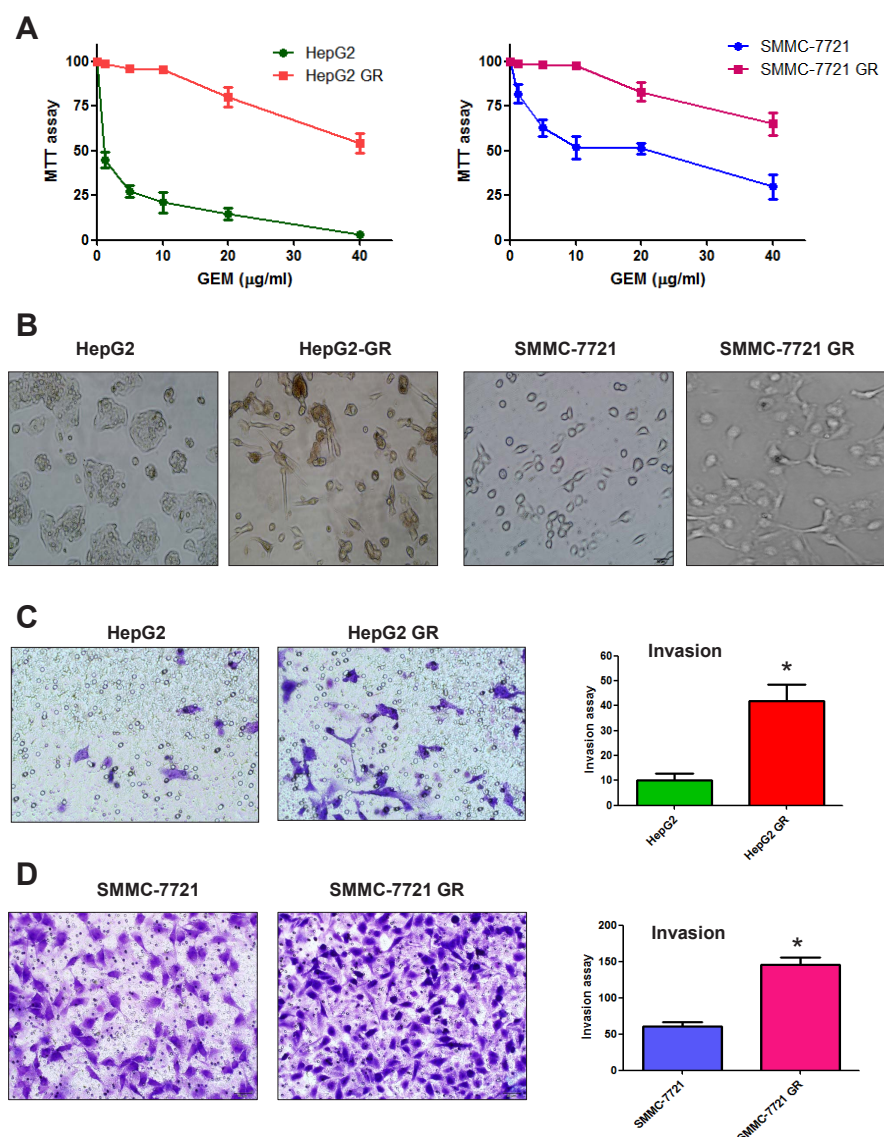 A
HepG2
HepG2 GR
100
75
50
25
0
MTT assay
0 10 20 30 40
GEM (µg/ml)
SMMC-7721
SMMC-7721 GR
100
75
50
25
0
MTT assay
0 10 20 30 40
GEM (µg/ml)
B
HepG2
HepG2-GR
SMMC-7721
SMMC-7721 GR
C
HepG2
HepG2 GR
Invasion
*
60
50
40
30
20
10
0
Invasion assay
HepG2
HepG2 GR
D
SMMC-7721
SMMC-7721 GR
Invasion
*
200
150
100
50
0
Invasion assay
SMMC-7721
SMMC-7721 GR